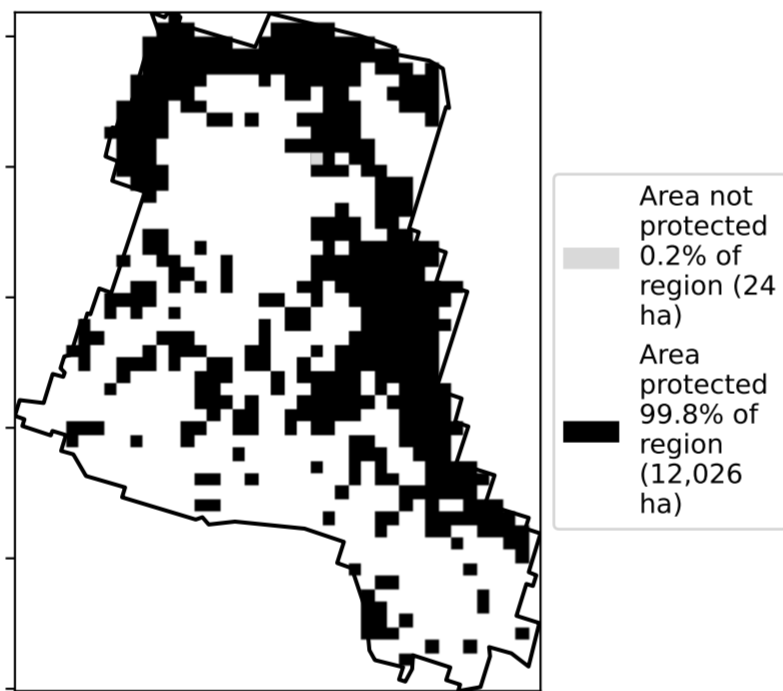 Area not
protected
0.2% of
region (24
ha)
Area
protected
99.8% of
region
(12,026
ha)